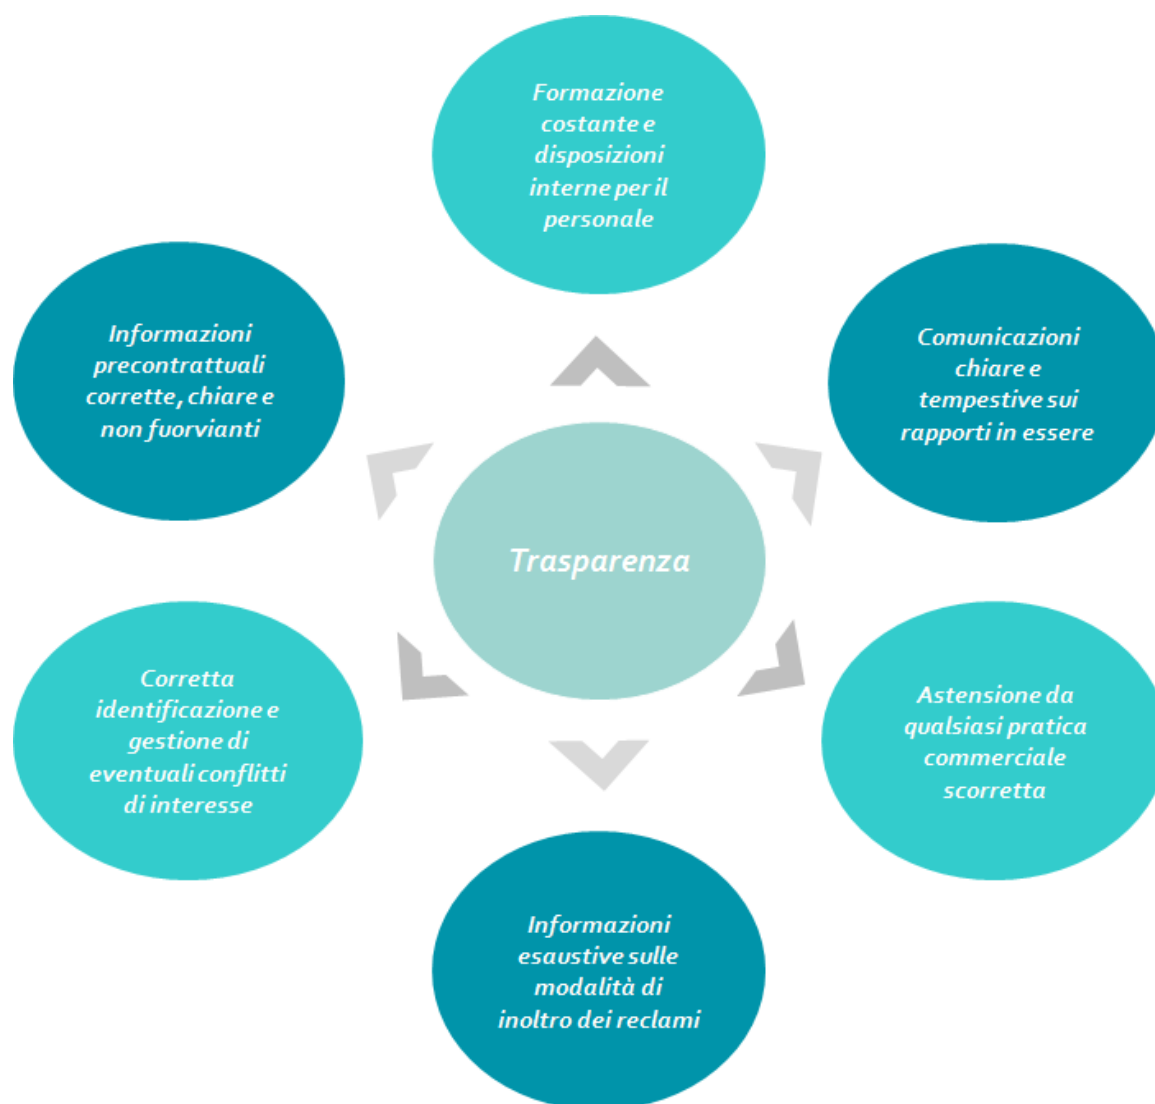 Formazione
costante e
disposizioni
interne per il
personale
Informazioni
precontrattuali
corrette, chiare e
non fuorvianti
Comunicazioni
chiare e
tempestive sui
rapporti in essere
Trasparenza
Corretta
identificazione e
gestione di
eventuali conflitti
di interesse
Astensione da
qualsiasi pratica
commerciale
scorretta
Informazioni
esaustive sulle
modalità di
inoltro dei reclami